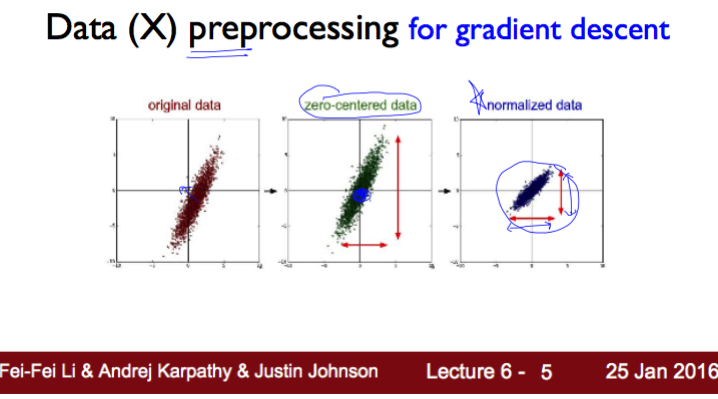 Data (X) preprocessing for gradient descent
original data
zero-centered data
normalized data
Fei-Fei Li & Andrej Karpathy & Justin Johnson
Lecture 6 - 5
25 Jan 2016